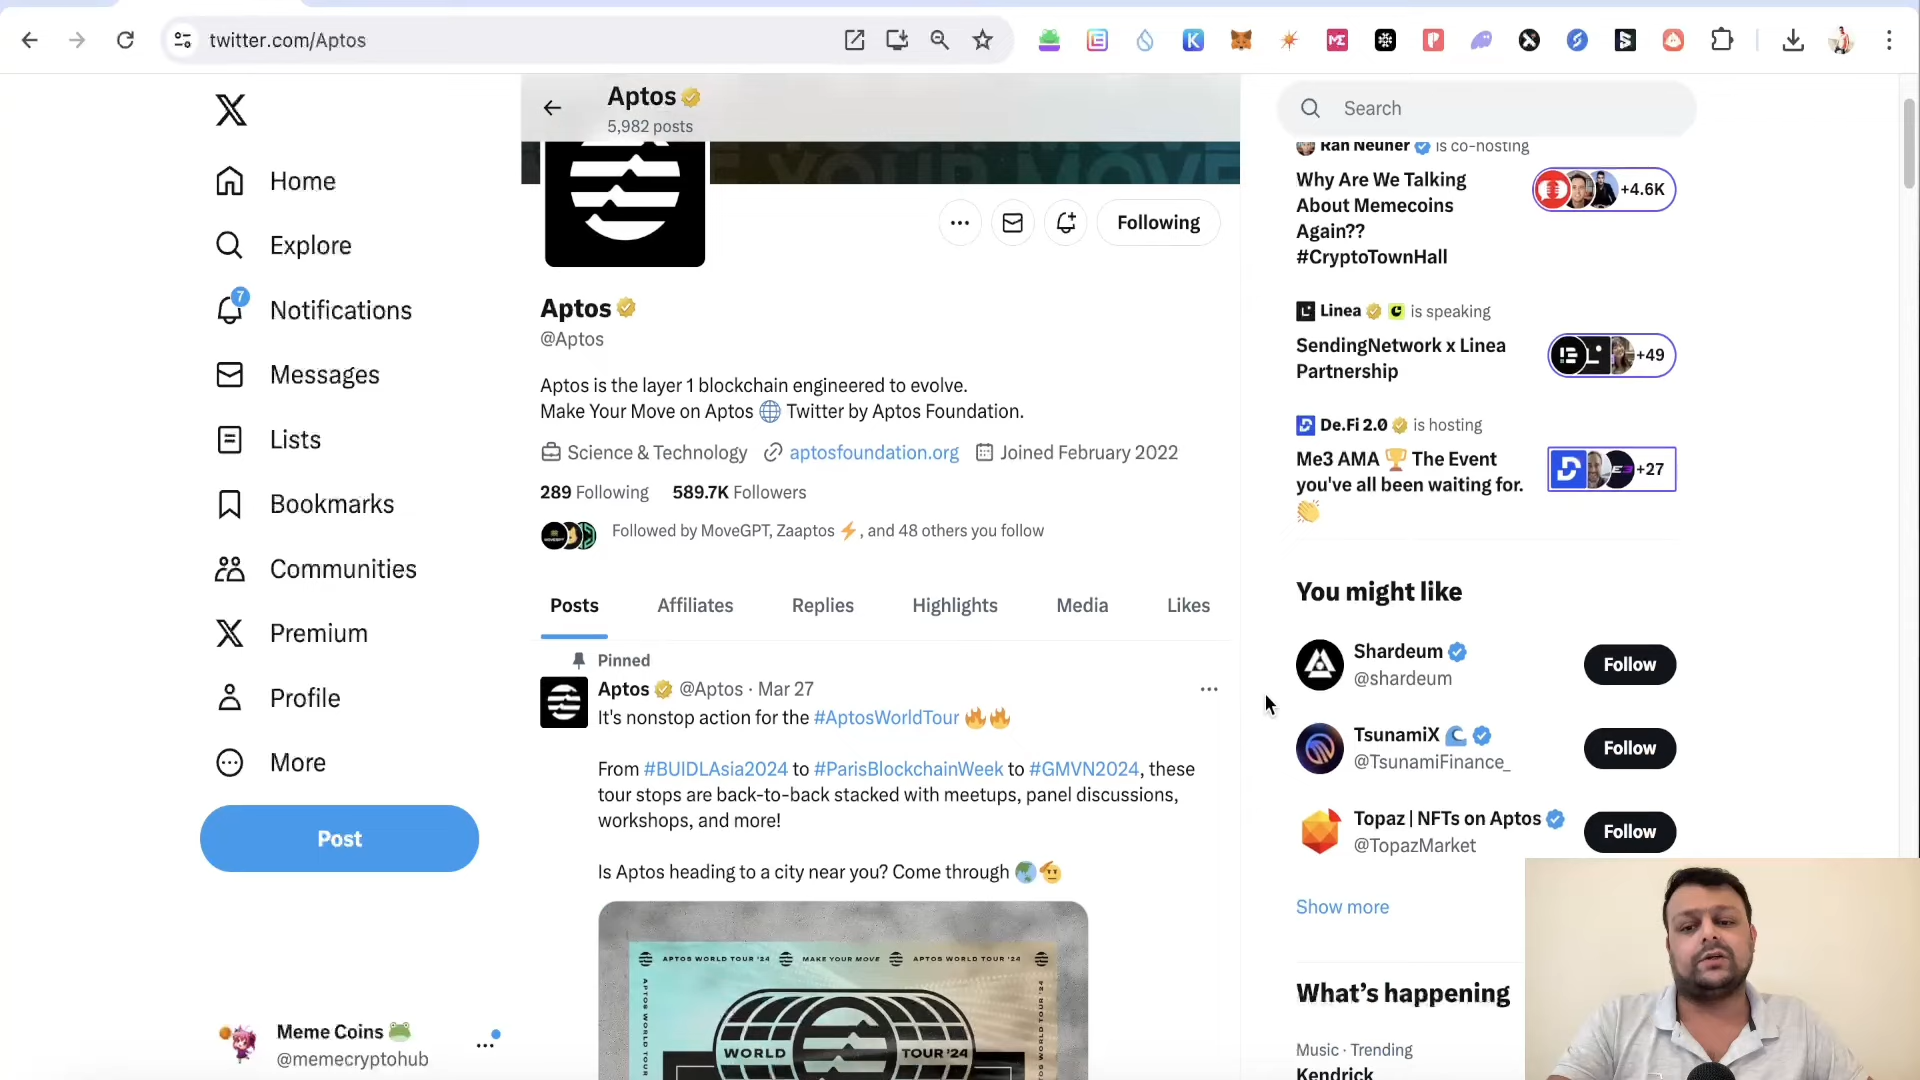 twitter.com/Aptos
Home
Explore
7
Notifications
Messages
Lists
Bookmarks
Communities
Premium
Profile
More
Post
Meme Coins 🐸
@memecryptohub
Aptos
5,982 posts
YOUR MOVE
Following
Aptos
@Aptos
Aptos is the layer 1 blockchain engineered to evolve.
Make Your Move on Aptos 🌐 Twitter by Aptos Foundation.
Science & Technology aptosfoundation.org Joined February 2022
289 Following 589.7K Followers
Followed by MoveGPT, Zaaptos ⚡, and 48 others you follow
Posts Affiliates Replies Highlights Media Likes
Pinned
Aptos @Aptos · Mar 27
It's nonstop action for the #AptosWorldTour 🔥🔥
From #BUIDLAsia2024 to #ParisBlockchainWeek to #GMVN2024, these
tour stops are back-to-back stacked with meetups, panel discussions,
workshops, and more!
Is Aptos heading to a city near you? Come through 🌏🫡
APTOS WORLD TOUR '24 MAKE YOUR MOVE APTOS WORLD TOUR '24
WORLD TOUR '24
Search
Ran Neuner is co-hosting
Why Are We Talking
About Memecoins
Again??
#CryptoTownHall
+4.6K
Linea is speaking
SendingNetwork x Linea
Partnership
+49
De.Fi 2.0 is hosting
Me3 AMA 🏆 The Event
you've all been waiting for.
👏
+27
You might like
Shardeum
@shardeum
Follow
TsunamiX 🌊
@TsunamiFinance_
Follow
Topaz | NFTs on Aptos
@TopazMarket
Follow
Show more
What's happening
Music · Trending
Kendrick